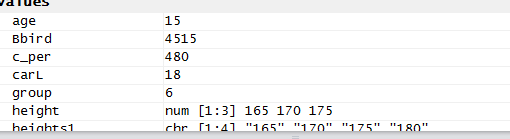 values
age 15
Bbird 4515
c_per 480
carL 18
group 6
height num [1:3] 165 170 175
heights1 chr [1:4] "165" "170" "175" "180"